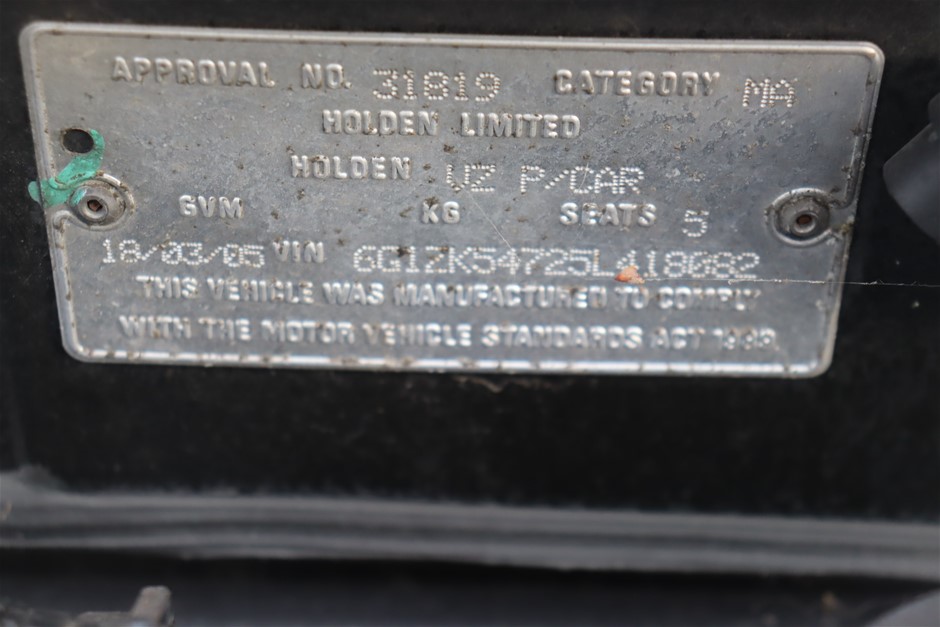 APPROVAL NO. 31819 CATEGORY MA
HOLDEN LIMITED
HOLDEN VZ P/CAR
GVM KG SEATS 5
18/03/05 VIN 6G1ZK54725L418082
THIS VEHICLE WAS MANUFACTURED TO COMPLY
WITH THE MOTOR VEHICLE STANDARDS ACT 1989